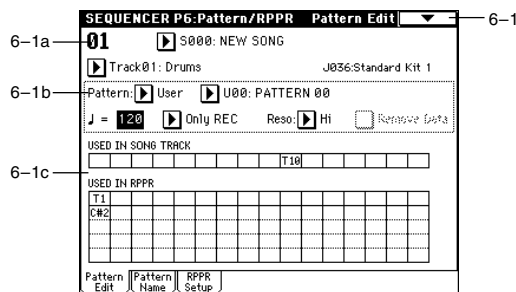 SEQUENCER P6:Pattern/RPPR Pattern Edit
6-1
6-1a
01 S000: NEW SONG
Track01: Drums J036:Standard Kit 1
6-1b
Pattern: User U00: PATTERN 00
♩ = 120 Only REC Reso: Hi Remove Data
USED IN SONG TRACK
T10
6-1c
USED IN RPPR
T1
C#2
Pattern Edit Pattern Name RPPR Setup